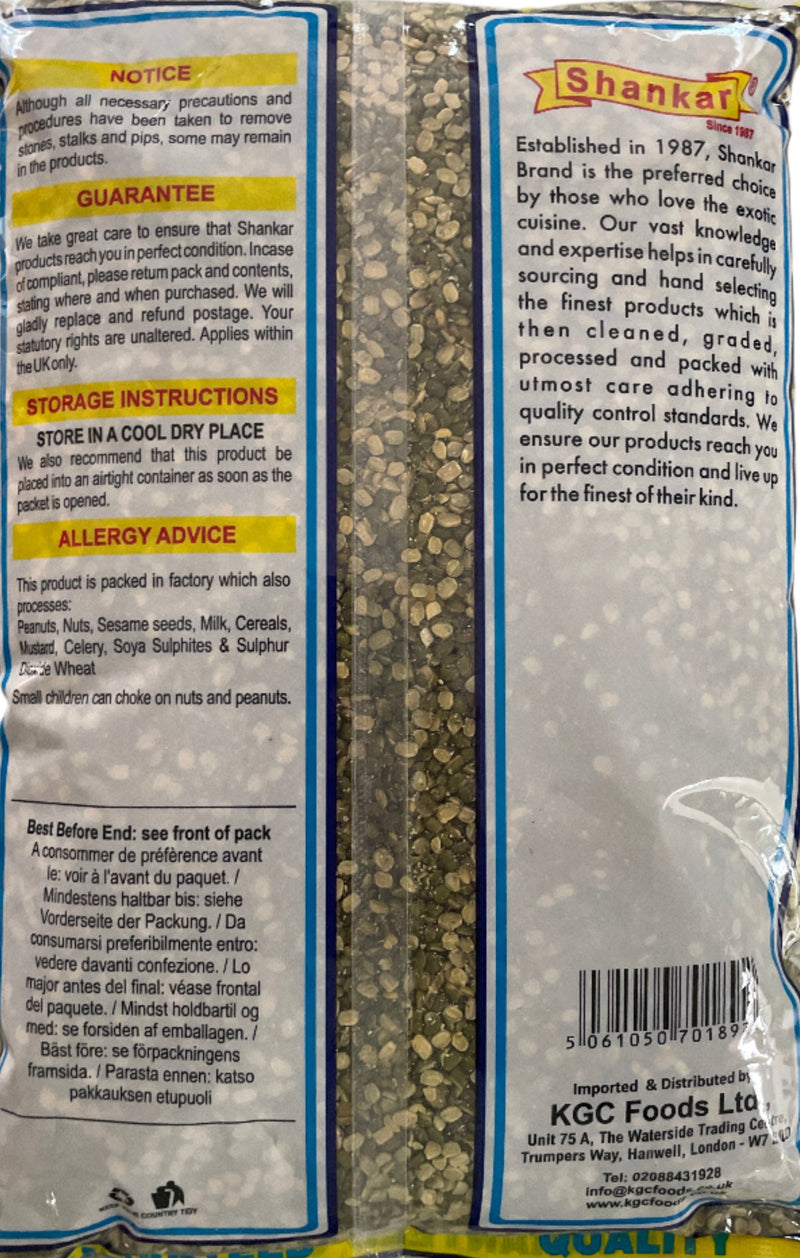 NOTICE
Although all necessary precautions and
procedures have been taken to remove
stones, stalks and pips, some may remain
in the products.
GUARANTEE
We take great care to ensure that Shankar
products reach you in perfect condition. Incase
of compliant, please return pack and contents,
stating where and when purchased. We will
gladly replace and refund postage. Your
statutory rights are unaltered. Applies within
the UK only.
STORAGE INSTRUCTIONS
STORE IN A COOL DRY PLACE
We also recommend that this product be
placed into an airtight container as soon as the
packet is opened.
ALLERGY ADVICE
This product is packed in factory which also
processes:
Peanuts, Nuts, Sesame seeds, Milk, Cereals,
Mustard, Celery, Soya Sulphites & Sulphur
Wheat
Small children can choke on nuts and peanuts.
Best Before End: see front of pack
A consommer de préfèrence avant
le: voir à l'avant du paquet. /
Mindestens haltbar bis: siehe
Vorderseite der Packung. / Da
consumarsi preferibilmente entro:
vedere davanti confezione. / Lo
major antes del final: véase frontal
del paquete. / Mindst holdbartil og
med: se forsiden af emballagen. /
Bäst före: se förpackningens
framsida. / Parasta ennen: katso
pakkauksen etupuoli
COUNTRY TIDY
Shankar®
Since 1987
Established in 1987, Shankar
Brand is the preferred choice
by those who love the exotic
cuisine. Our vast knowledge
and expertise helps in carefully
sourcing and hand selecting
the finest products which is
then cleaned, graded,
processed and packed with
utmost care adhering to
quality control standards. We
ensure our products reach you
in perfect condition and live up
for the finest of their kind.
5 061050 70189
Imported & Distributed by
KGC Foods Ltd
Unit 75 A, The Waterside Trading
Trumpers Way, Hanwell, London - W7
Tel: 02088431928
QUALITY